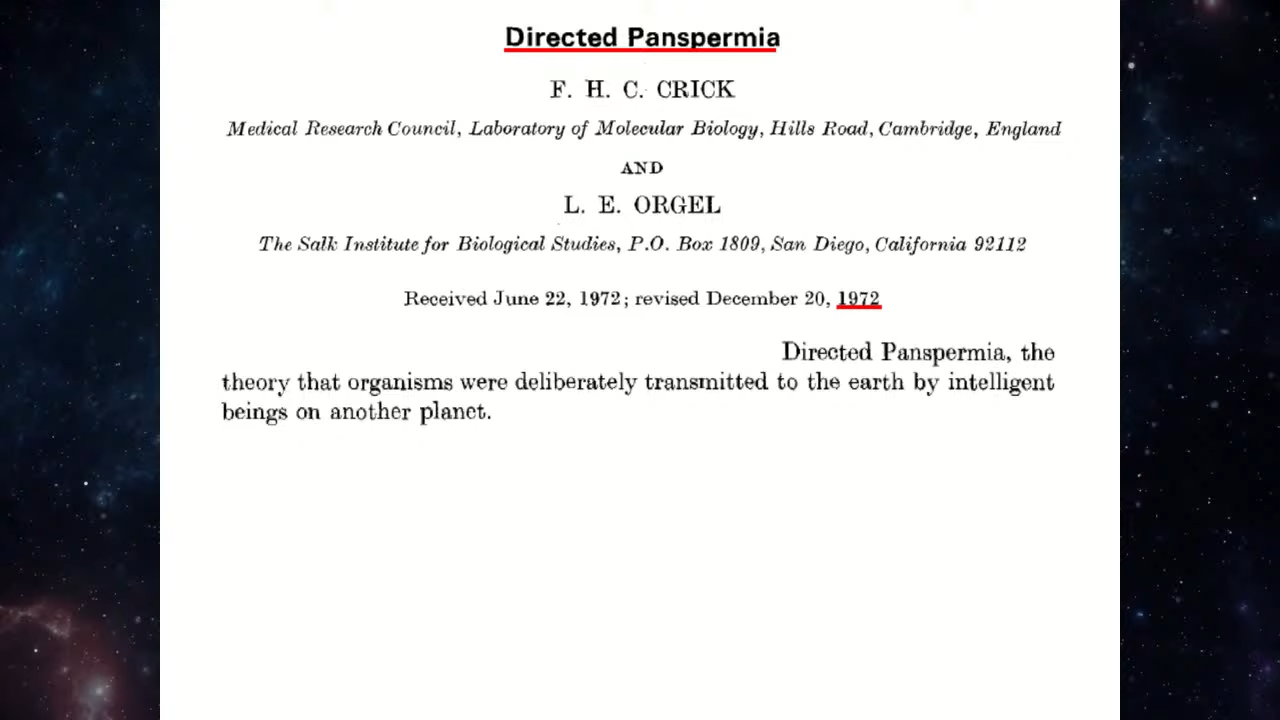 Directed Panspermia
F. H. C. CRICK
Medical Research Council, Laboratory of Molecular Biology, Hills Road, Cambridge, England
AND
L. E. ORGEL
The Salk Institute for Biological Studies, P.O. Box 1809, San Diego, California 92112
Received June 22, 1972; revised December 20, 1972
Directed Panspermia, the
theory that organisms were deliberately transmitted to the earth by intelligent
beings on another planet.